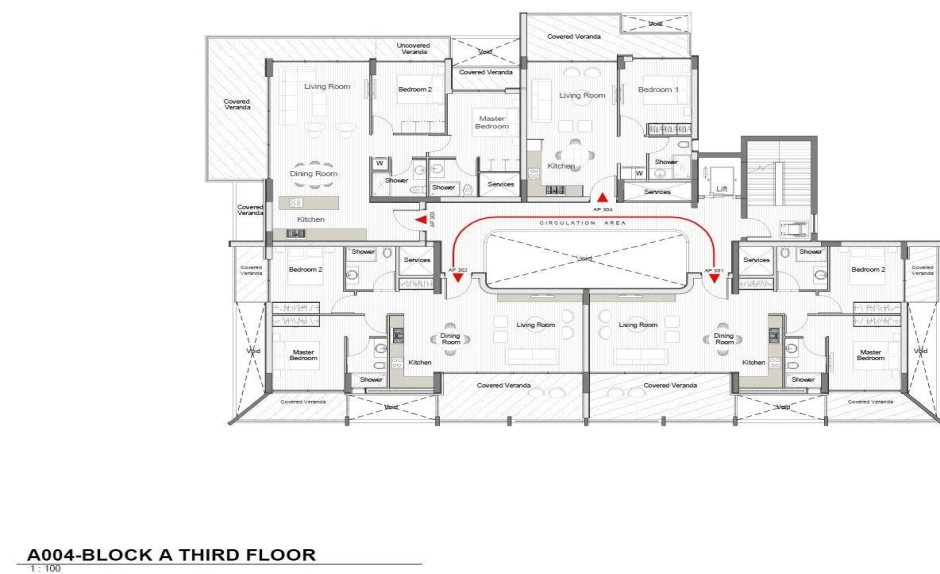 Void
Covered Veranda
Uncovered
Veranda
Void
Covered Veranda
Living Room
Bedroom 2
Covered
Veranda
Master
Bedroom
Living Room
Bedroom 1
Dining Room
W
Shower
Shower
Services
Kitchen
W
Shower
Services
Lift
Covered
Veranda
Kitchen
AP 303
AP 304
CIRCULATION AREA
Void
Covered
Veranda
Bedroom 2
Shower
Services
AP 302
AP 301
Services
Shower
Bedroom 2
Covered
Veranda
Void
Master
Bedroom
Shower
Kitchen
Dining
Room
Living Room
Living Room
Dining
Room
Kitchen
Shower
Master
Bedroom
Void
Covered Veranda
Void
Covered Veranda
Covered Veranda
Void
Covered Veranda
A004-BLOCK A THIRD FLOOR
1 : 100